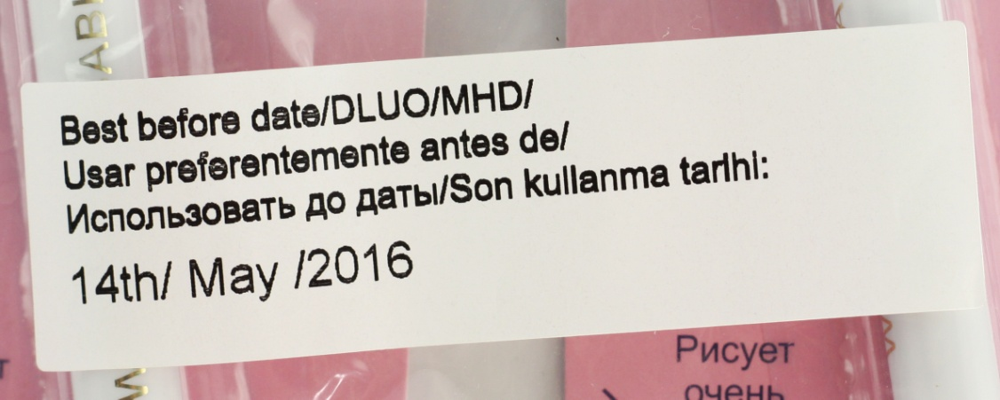 Best before date/DLUO/MHD/
Usar preferentemente antes de/
Использовать до даты/Son kullanma tarihi:
14th/ May /2016
Рисует
очень